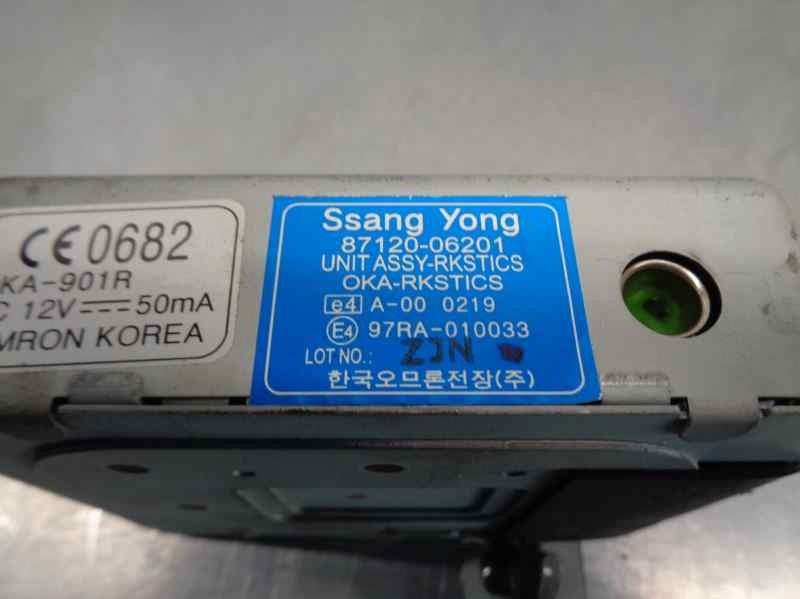 CE 0682
KA-901R
C 12V 50mA
MRON KOREA
Ssang Yong
87120-06201
UNIT ASSY-RKSTICS
OKA-RKSTICS
e4 A-00 0219
E4 97RA-010033
LOT NO.: ZJN
한국오므론전장(주)